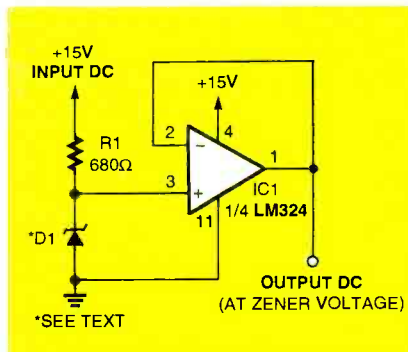 +15V
INPUT DC
R1
680Ω
*D1
*SEE TEXT
+15V
2
−
4
1
3
+
IC1
11
1/4 LM324
OUTPUT DC
(AT ZENER VOLTAGE)